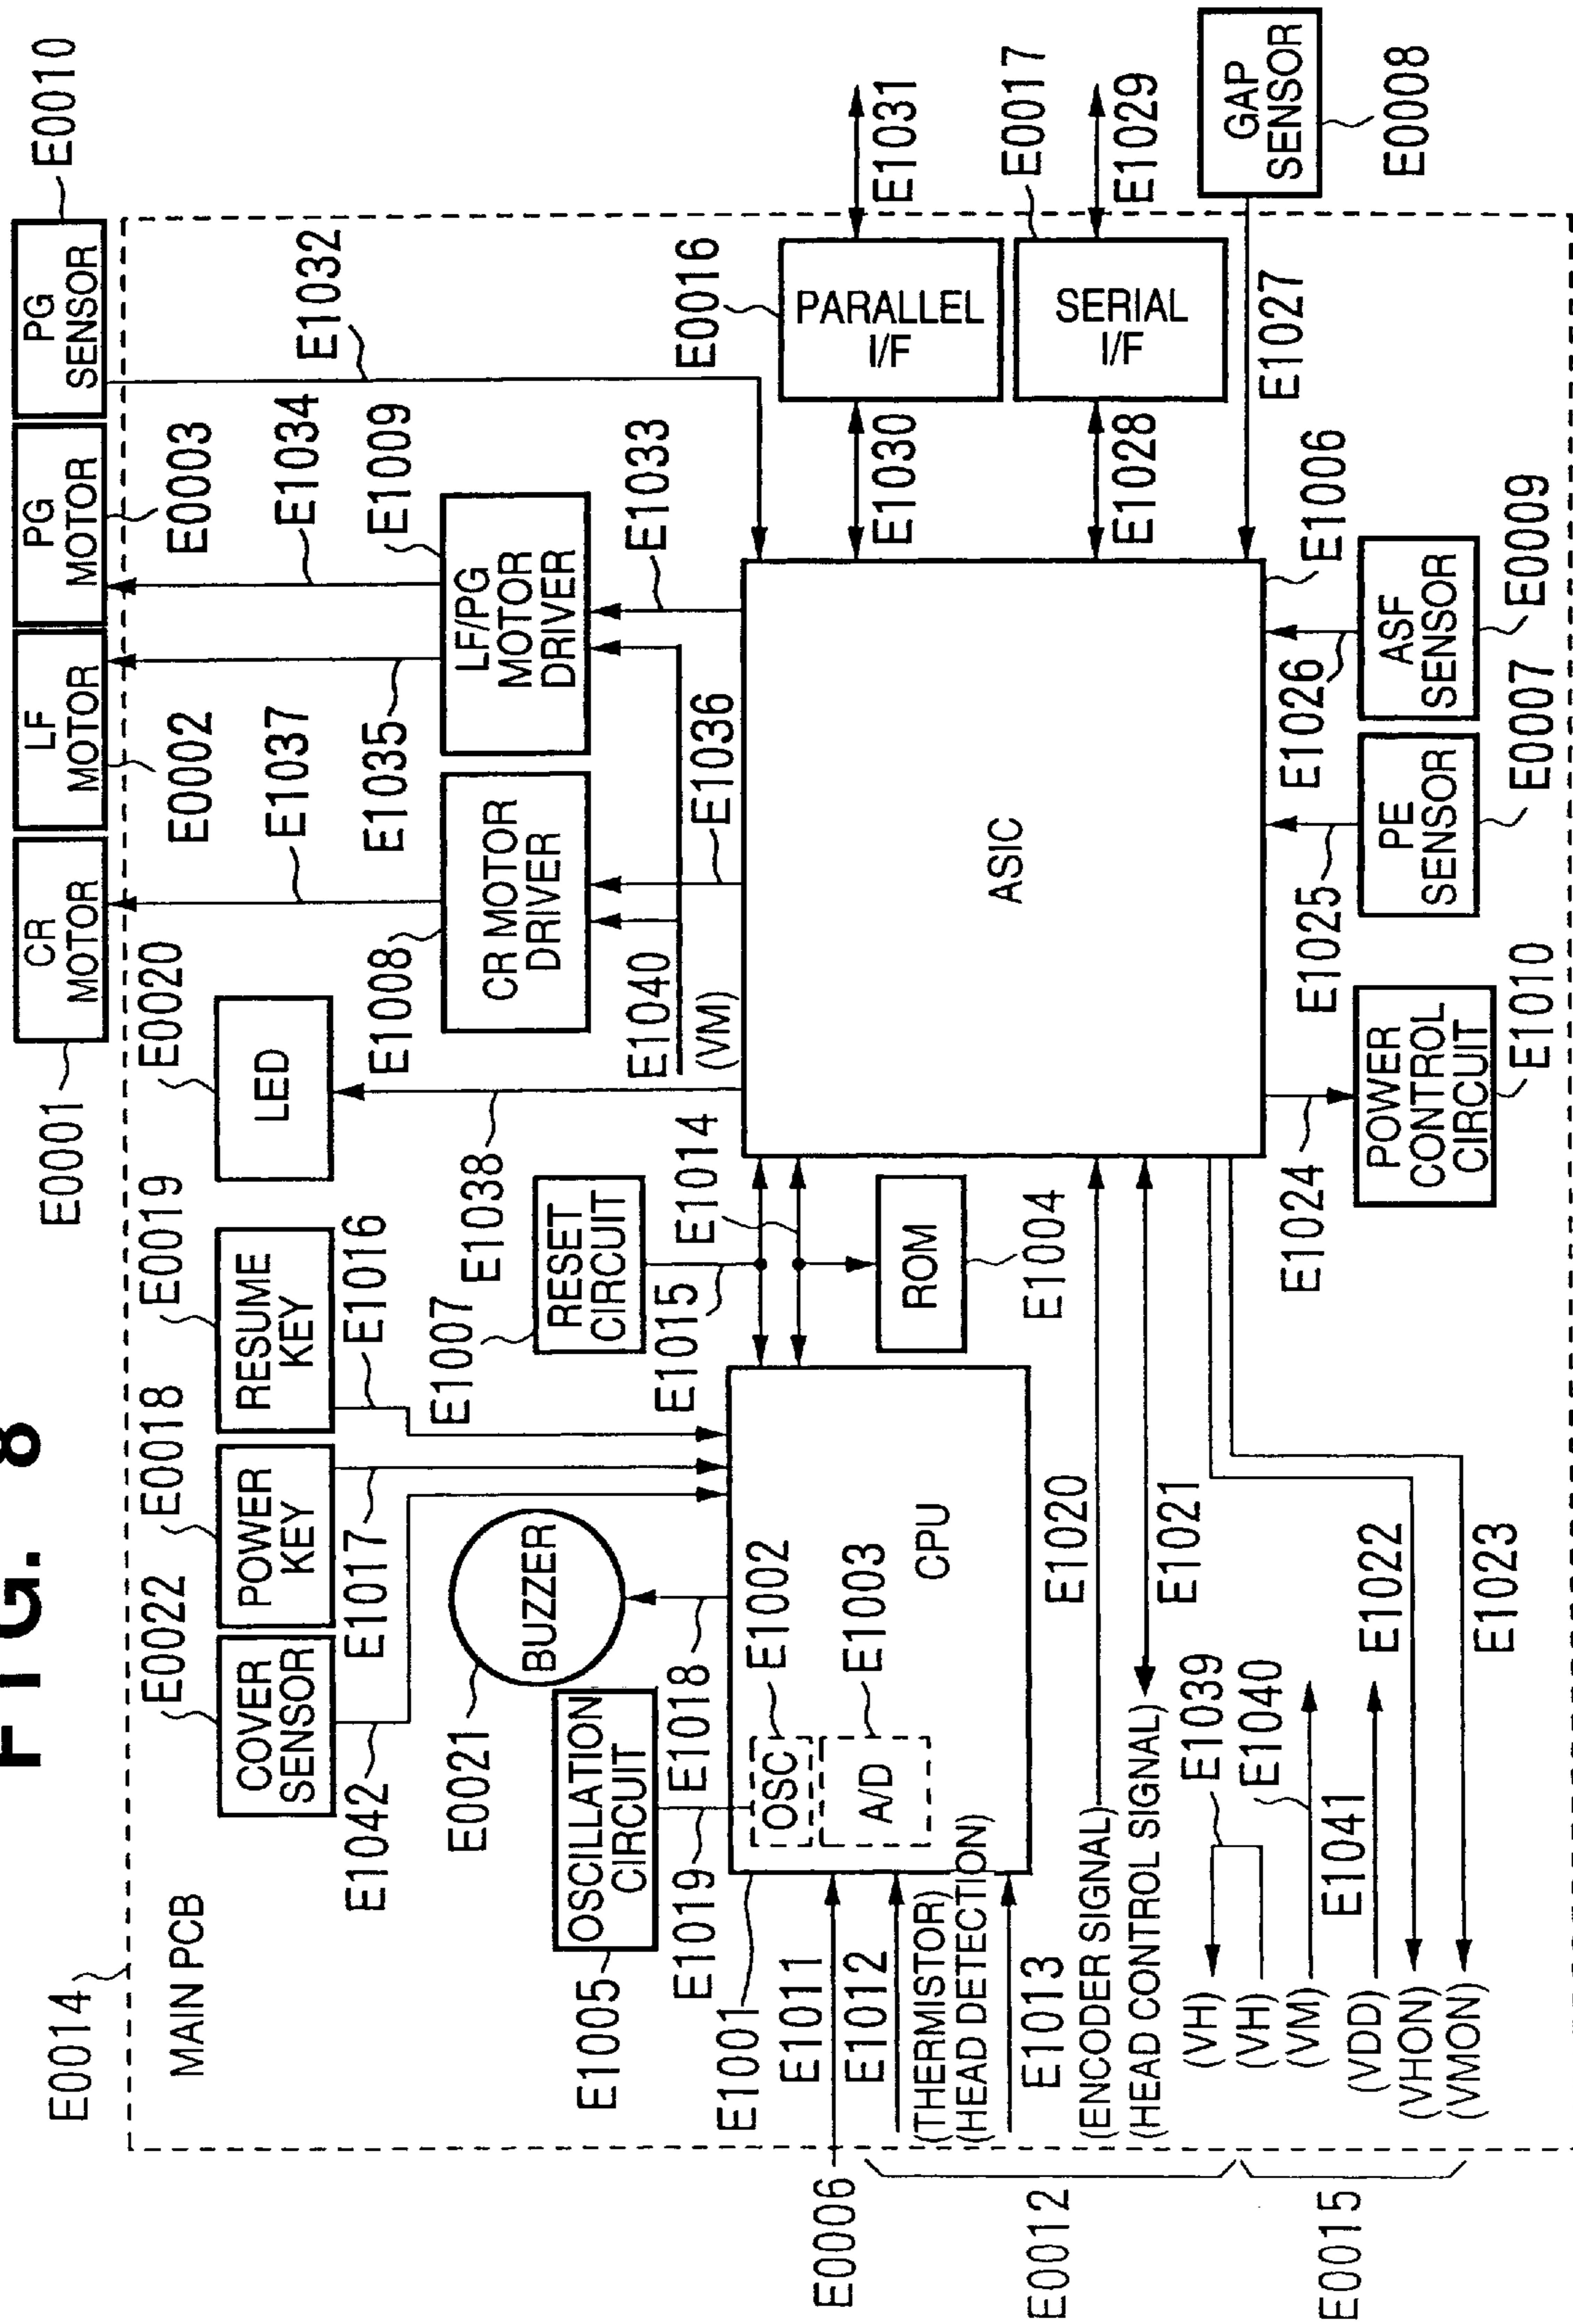 FIG. 8
E0014
MAIN PCB
E0022
COVER
SENSOR
E1042
E0018
POWER
KEY
E1017
E0019
RESUME
KEY
E1016
E0020
LED
E1038
E0001
CR
MOTOR
E1037
LF
MOTOR
E0002
E1035
PG
MOTOR
E0003
E1034
PG
SENSOR
E0010
E1032
E0021
BUZZER
E1018
E1005
OSCILLATION
CIRCUIT
E1019
E1007
RESET
CIRCUIT
E1015
E1014
E1008
CR MOTOR
DRIVER
E1036
E1040
(VM)
E1009
LF/PG
MOTOR
DRIVER
E1033
E1001
OSC
E1002
A/D
E1003
CPU
ROM
E1004
ASIC
E1006
E0016
PARALLEL
I/F
E1030
E1031
E0017
SERIAL
I/F
E1028
E1029
GAP
SENSOR
E0008
E1027
E0006
E1011
E1012
(THERMISTOR)
(HEAD DETECTION)
E1013
E0012
(ENCODER SIGNAL)
E1020
(HEAD CONTROL SIGNAL)
E1021
(VH)
(VH)
E1039
(VM)
E1040
(VDD)
E1041
(VHON)
E1022
(VMON)
E1023
E0015
E1024
POWER
CONTROL
CIRCUIT
E1010
E1025
PE
SENSOR
E0007
E1026
ASF
SENSOR
E0009